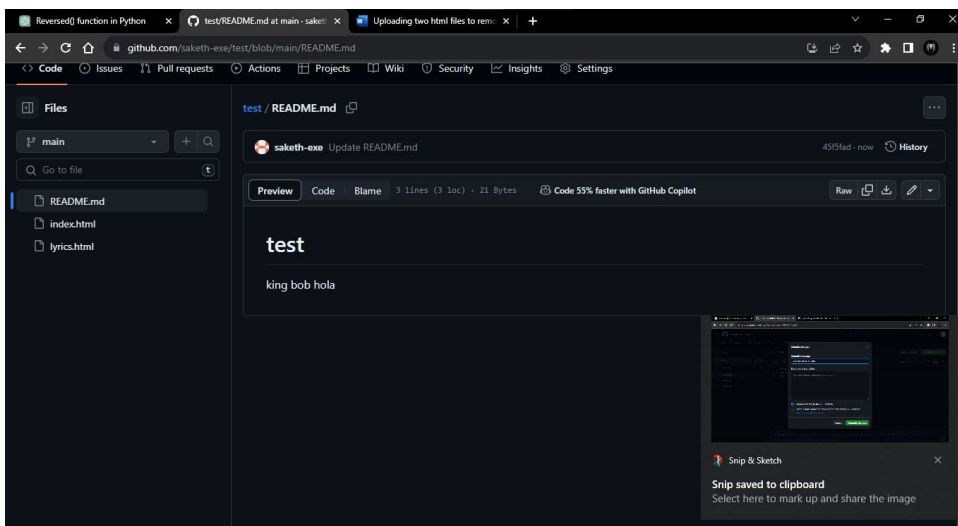 Reversed() function in Python
test/README.md at main · saketh
Uploading two html files to remo
github.com/saketh-exe/test/blob/main/README.md
Code Issues Pull requests Actions Projects Wiki Security Insights Settings
Files
test / README.md
main
saketh-exe Update README.md
45f5fad · now History
Go to file t
Preview Code Blame 3 lines (3 loc) · 21 Bytes Code 55% faster with GitHub Copilot Raw
README.md
index.html
lyrics.html
test
king bob hola
Snip & Sketch
Snip saved to clipboard
Select here to mark up and share the image